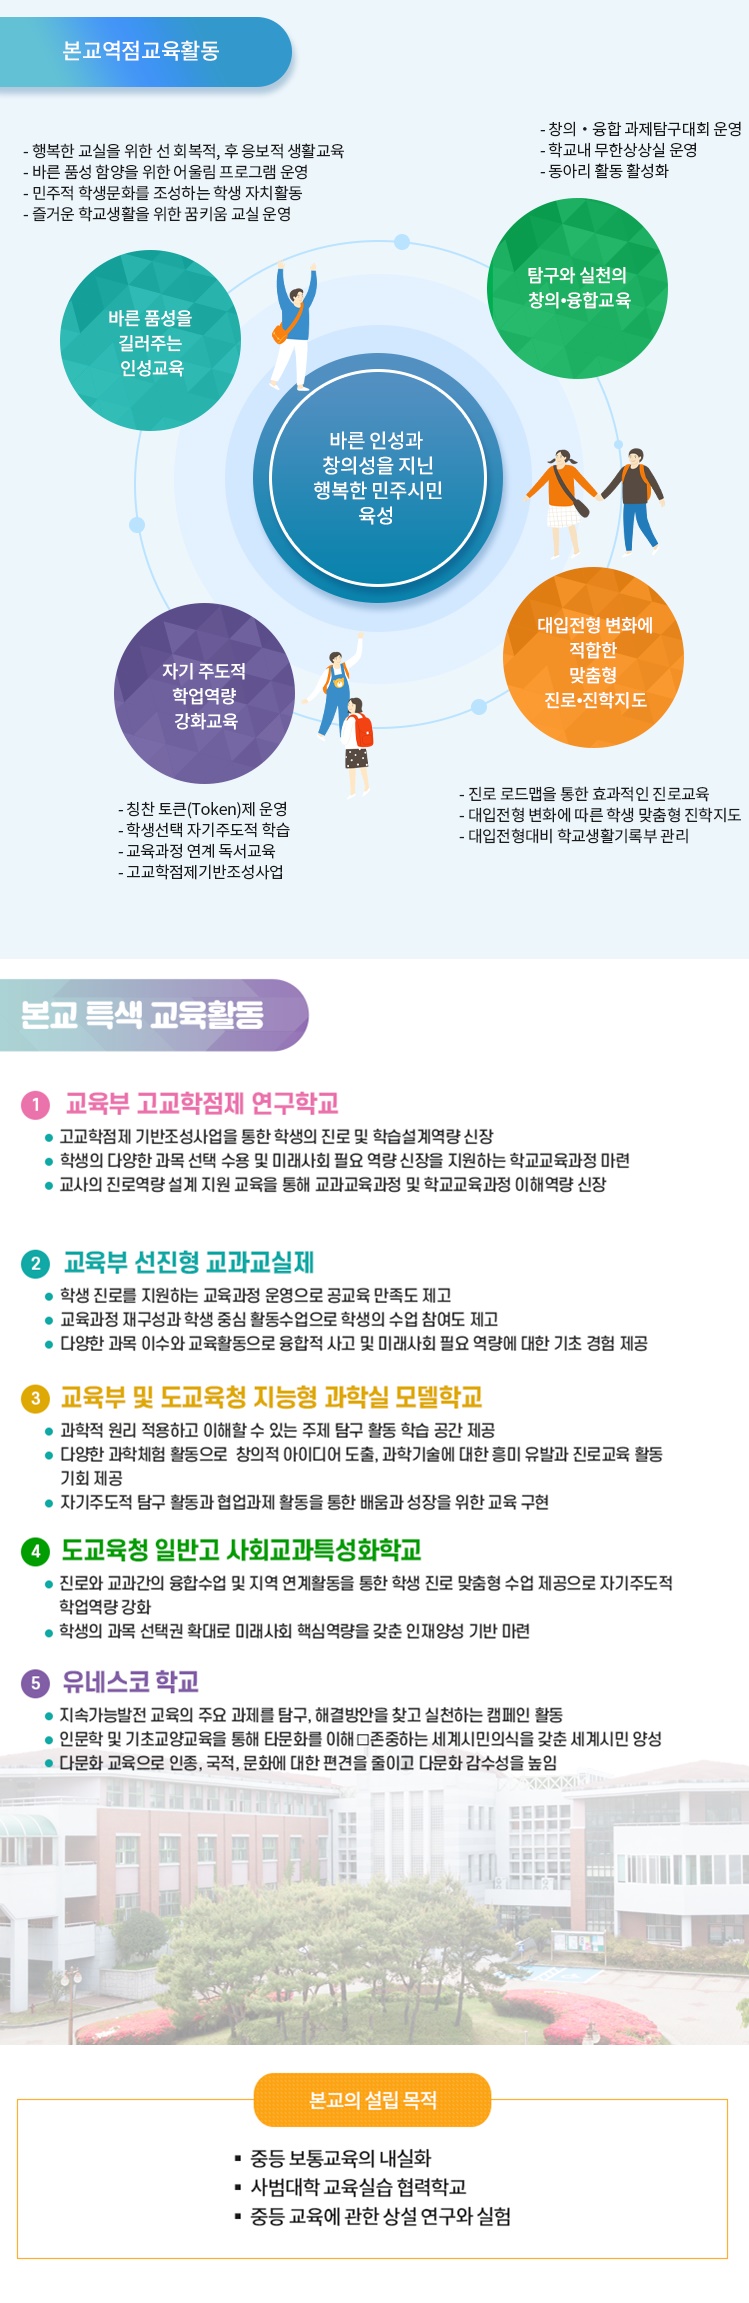 본교역점교육활동
- 행복한 교실을 위한 선 회복적, 후 응보적 생활교육
- 바른 품성 함양을 위한 어울림 프로그램 운영
- 민주적 학생문화를 조성하는 학생 자치활동
- 즐거운 학교생활을 위한 꿈키움 교실 운영
- 창의・융합 과제탐구대회 운영
- 학교내 무한상상실 운영
- 동아리 활동 활성화
바른 품성을
길러주는
인성교육
탐구와 실천의
창의•융합교육
바른 인성과
창의성을 지닌
행복한 민주시민
육성
자기 주도적
학업역량
강화교육
대입전형 변화에
적합한
맞춤형
진로•진학지도
- 칭찬 토큰(Token)제 운영
- 학생선택 자기주도적 학습
- 교육과정 연계 독서교육
- 고교학점제기반조성사업
- 진로 로드맵을 통한 효과적인 진로교육
- 대입전형 변화에 따른 학생 맞춤형 진학지도
- 대입전형대비 학교생활기록부 관리
본교 특색 교육활동
1 교육부 고교학점제 연구학교
● 고교학점제 기반조성사업을 통한 학생의 진로 및 학습설계역량 신장
● 학생의 다양한 과목 선택 수용 및 미래사회 필요 역량 신장을 지원하는 학교교육과정 마련
● 교사의 진로역량 설계 지원 교육을 통해 교과교육과정 및 학교교육과정 이해역량 신장
2 교육부 선진형 교과교실제
● 학생 진로를 지원하는 교육과정 운영으로 공교육 만족도 제고
● 교육과정 재구성과 학생 중심 활동수업으로 학생의 수업 참여도 제고
● 다양한 과목 이수와 교육활동으로 융합적 사고 및 미래사회 필요 역량에 대한 기초 경험 제공
3 교육부 및 도교육청 지능형 과학실 모델학교
● 과학적 원리 적용하고 이해할 수 있는 주제 탐구 활동 학습 공간 제공
● 다양한 과학체험 활동으로 창의적 아이디어 도출, 과학기술에 대한 흥미 유발과 진로교육 활동
기회 제공
● 자기주도적 탐구 활동과 협업과제 활동을 통한 배움과 성장을 위한 교육 구현
4 도교육청 일반고 사회교과특성화학교
● 진로와 교과간의 융합수업 및 지역 연계활동을 통한 학생 진로 맞춤형 수업 제공으로 자기주도적
학업역량 강화
● 학생의 과목 선택권 확대로 미래사회 핵심역량을 갖춘 인재양성 기반 마련
5 유네스코 학교
● 지속가능발전 교육의 주요 과제를 탐구, 해결방안을 찾고 실천하는 캠페인 활동
● 인문학 및 기초교양교육을 통해 타문화를 이해□존중하는 세계시민의식을 갖춘 세계시민 양성
● 다문화 교육으로 인종, 국적, 문화에 대한 편견을 줄이고 다문화 감수성을 높임
본교의 설립 목적
▪ 중등 보통교육의 내실화
▪ 사범대학 교육실습 협력학교
▪ 중등 교육에 관한 상설 연구와 실험